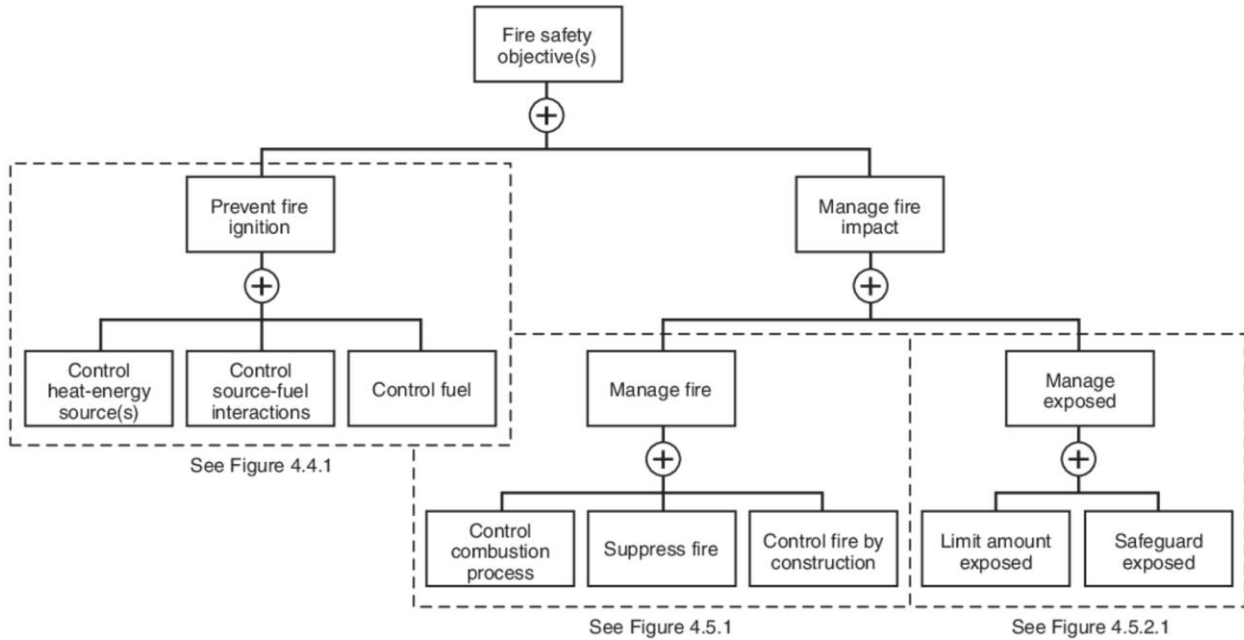 Fire safety
objective(s)
+
Prevent fire
ignition
Manage fire
impact
+
+
Control
heat-energy
source(s)
Control
source-fuel
interactions
Control fuel
Manage fire
Manage
exposed
See Figure 4.4.1
+
+
Control
combustion
process
Suppress fire
Control fire by
construction
Limit amount
exposed
Safeguard
exposed
See Figure 4.5.1
See Figure 4.5.2.1